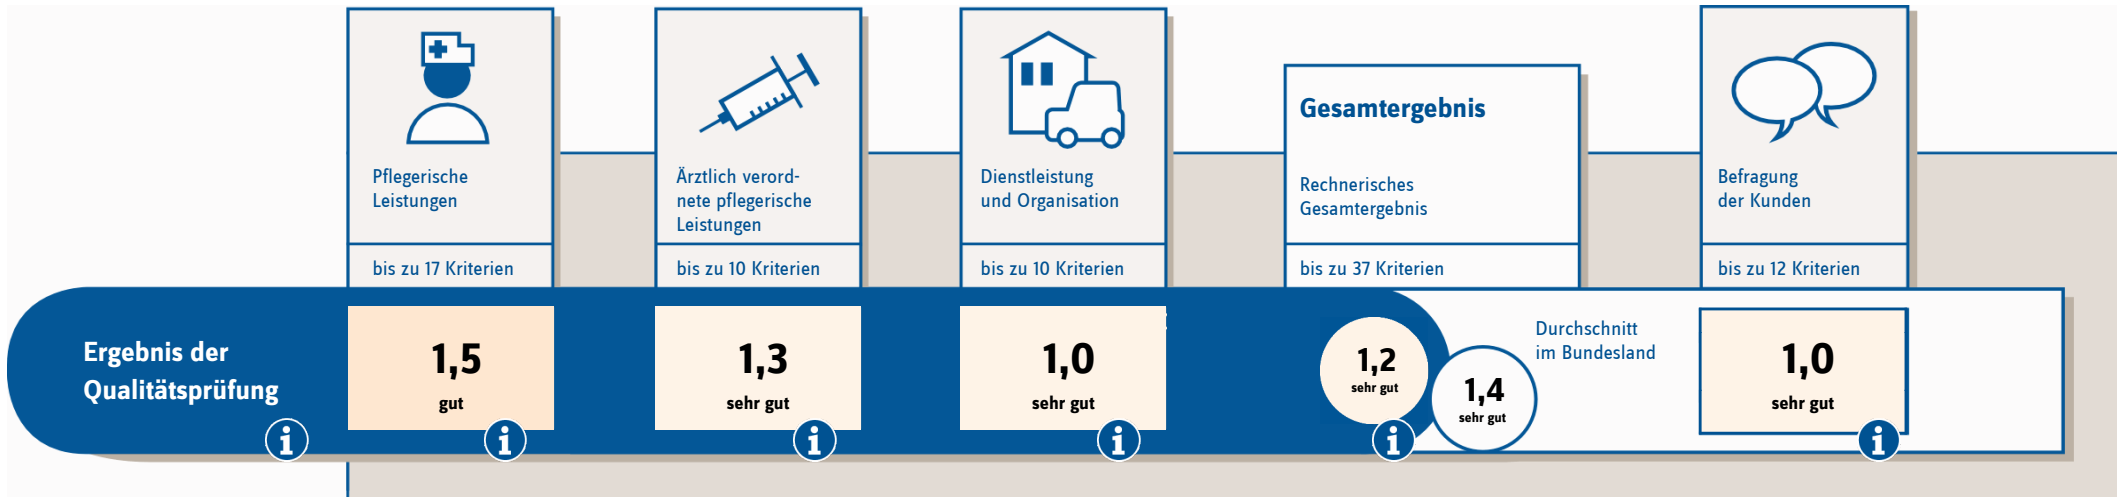 Pflegerische
Leistungen
bis zu 17 Kriterien
Ärztlich verord-
nete pflegerische
Leistungen
bis zu 10 Kriterien
Dienstleistung
und Organisation
bis zu 10 Kriterien
Gesamtergebnis
Rechnerisches
Gesamtergebnis
bis zu 37 Kriterien
Befragung
der Kunden
bis zu 12 Kriterien
Ergebnis der
Qualitätsprüfung
i
1,5
gut
i
1,3
sehr gut
i
1,0
sehr gut
i
1,2
sehr gut
i
1,4
sehr gut
Durchschnitt
im Bundesland
1,0
sehr gut
i